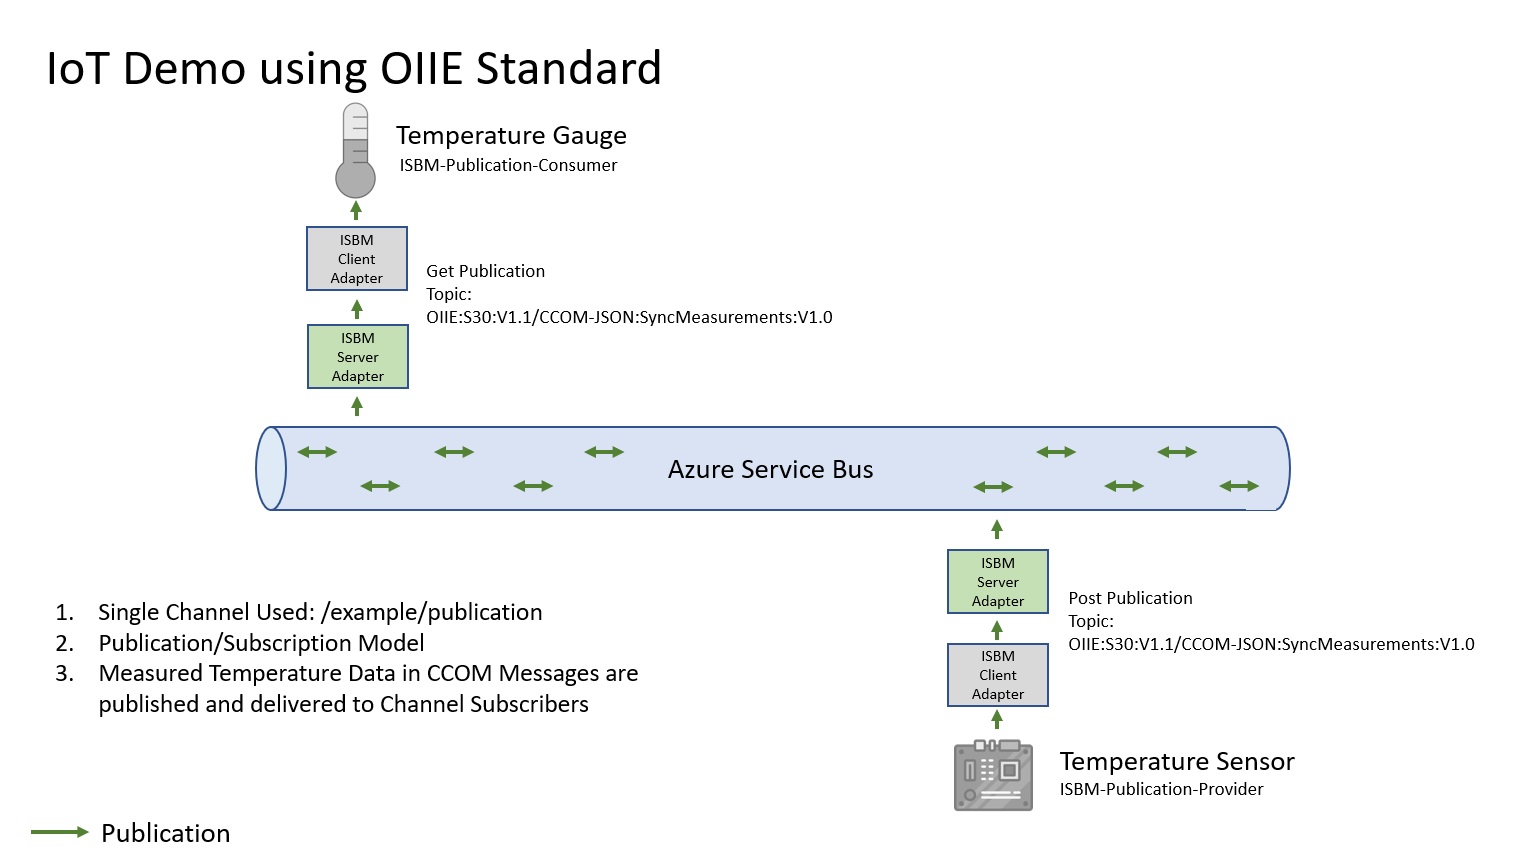 IoT Demo using OIIE Standard
Temperature Gauge
ISBM-Publication-Consumer
ISBM
Client
Adapter
Get Publication
Topic:
OIIE:S30:V1.1/CCOM-JSON:SyncMeasurements:V1.0
ISBM
Server
Adapter
Azure Service Bus
ISBM
Server
Adapter
Post Publication
Topic:
OIIE:S30:V1.1/CCOM-JSON:SyncMeasurements:V1.0
ISBM
Client
Adapter
Temperature Sensor
ISBM-Publication-Provider
1. Single Channel Used: /example/publication
2. Publication/Subscription Model
3. Measured Temperature Data in CCOM Messages are
published and delivered to Channel Subscribers
Publication